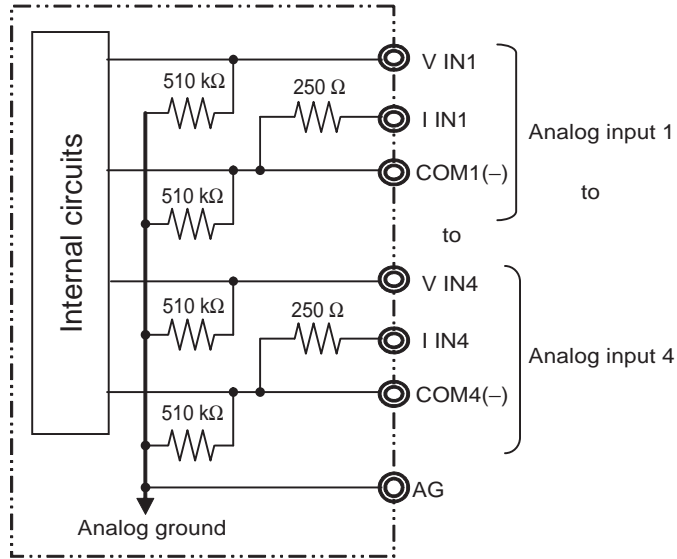 Internal circuits
510 kΩ
V IN1
250 Ω
I IN1
Analog input 1
COM1(–)
510 kΩ
to
to
V IN4
510 kΩ
250 Ω
I IN4
Analog input 4
COM4(–)
510 kΩ
AG
Analog ground